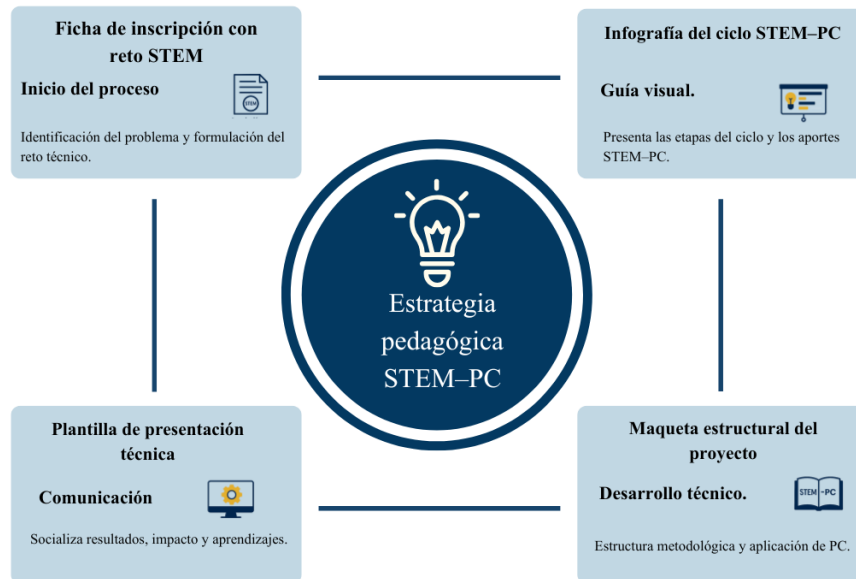 Ficha de inscripción con
reto STEM
Inicio del proceso
STEM
Identificación del problema y formulación del
reto técnico.
Infografía del ciclo STEM–PC
Guía visual.
Presenta las etapas del ciclo y los aportes
STEM–PC.
Estrategia
pedagógica
STEM–PC
Plantilla de presentación
técnica
Comunicación
Socializa resultados, impacto y aprendizajes.
Maqueta estructural del
proyecto
Desarrollo técnico.
STEM -PC
Estructura metodológica y aplicación de PC.